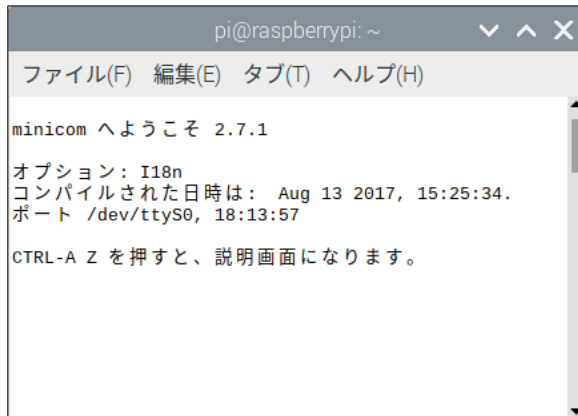 pi@raspberrypi: ~
ファイル(F) 編集(E) タブ(T) ヘルプ(H)
minicom へようこそ 2.7.1
オプション: I18n
コンパイルされた日時は: Aug 13 2017, 15:25:34.
ポート /dev/ttyS0, 18:13:57
CTRL-A Z を押すと、説明画面になります。